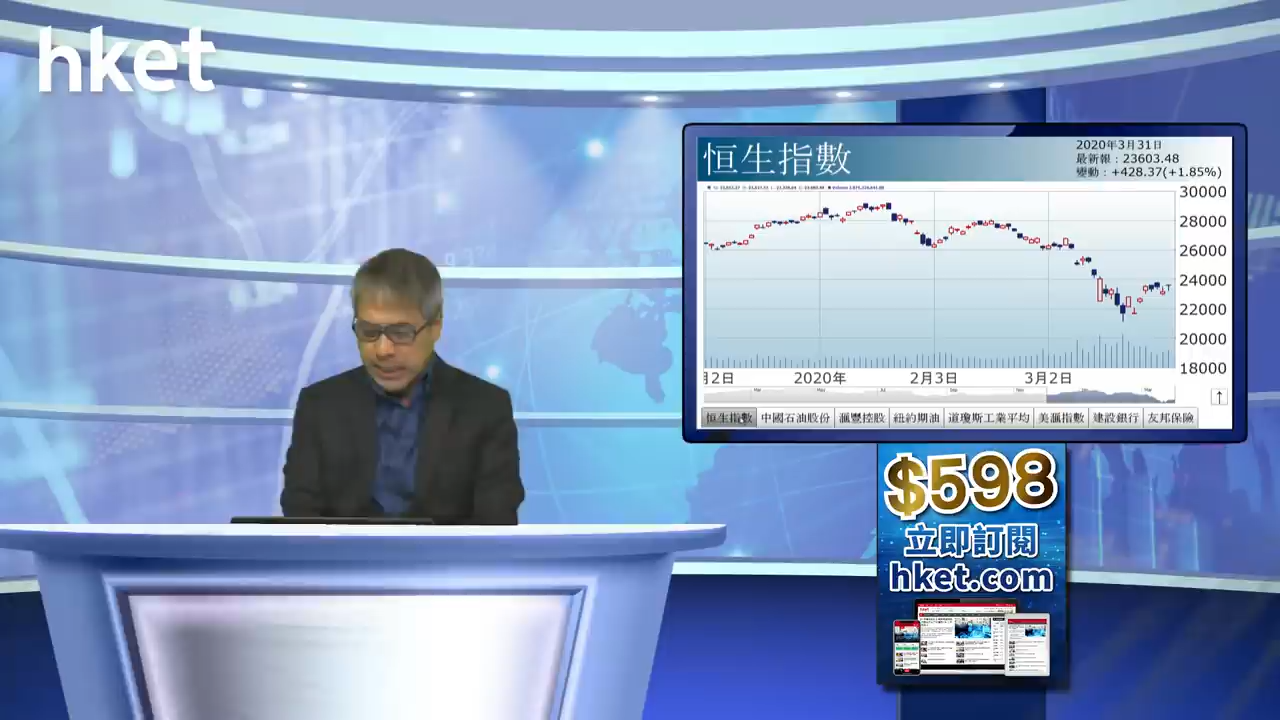 hket
恒生指數
2020年3月31日
最新報：23603.48
變動：+428.37(+1.85%)
30000
28000
26000
24000
22000
20000
18000
月2日 2020年 2月3日 3月2日
↑
恒生指數 中國石油股份 滙豐控股 紐約期油 道瓊斯工業平均 美滙指數 建設銀行 友邦保險
$598
立即訂閱
hket.com